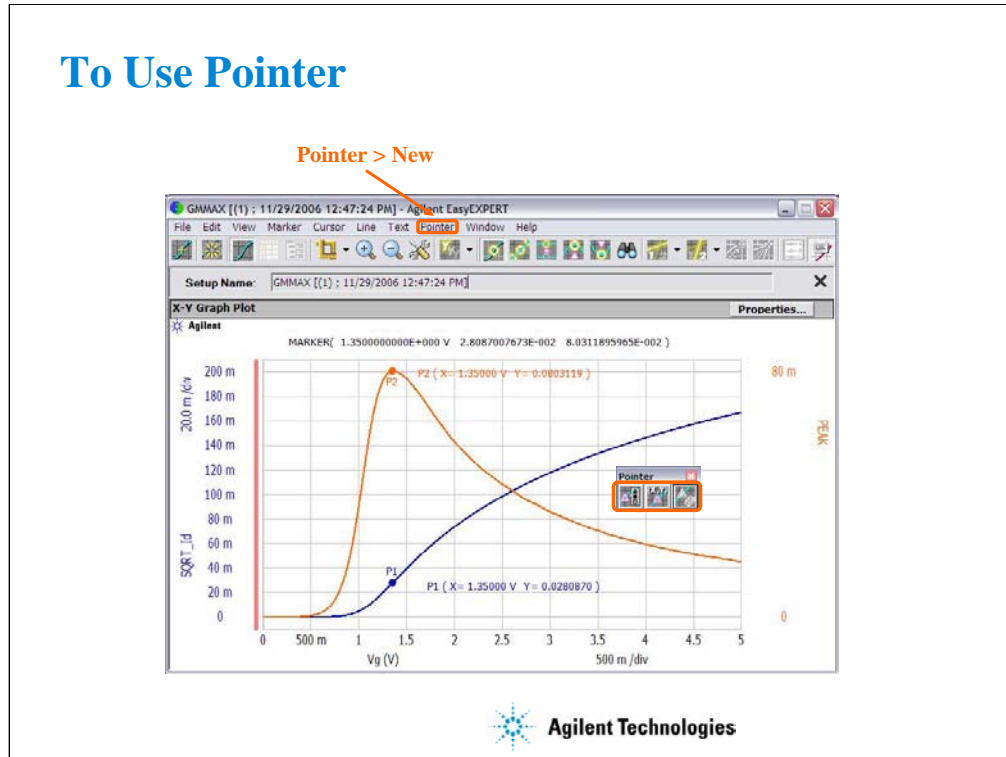 To Use Pointer
Pointer > New
GMMAX [(1) ; 11/29/2006 12:47:24 PM] - Agilent EasyEXPERT
File Edit View Marker Cursor Line Text Pointer Window Help
Setup Name: GMMAX [(1) ; 11/29/2006 12:47:24 PM]
X-Y Graph Plot Properties...
Agilent
MARKER( 1.3500000000E+000 V 2.8087007673E-002 8.0311895965E-002 )
20.0 m /div
SQRT_Id
200 m
180 m
160 m
140 m
120 m
100 m
80 m
60 m
40 m
20 m
0
P2
P2 ( X= 1.35000 V Y= 0.0803119 )
80 m
PEAK
Pointer
P1
P1 ( X= 1.35000 V Y= 0.0280870 )
0
0 500 m 1 1.5 2 2.5 3 3.5 4 4.5 5
Vg (V) 500 m /div
Agilent Technologies